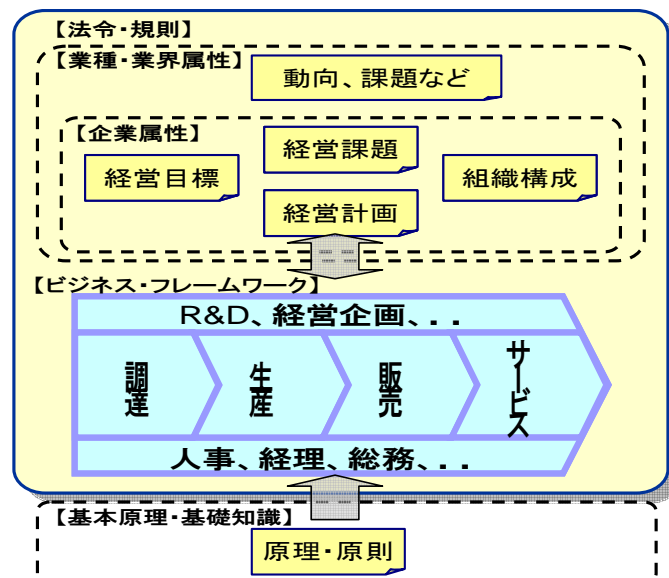 【法令・規則】
【業種・業界属性】
動向、課題など
【企業属性】
経営課題
経営目標
組織構成
経営計画
【ビジネス・フレームワーク】
R&D、経営企画、．．
調達
生産
販売
サービス
人事、経理、総務、．．
【基本原理・基礎知識】
原理・原則